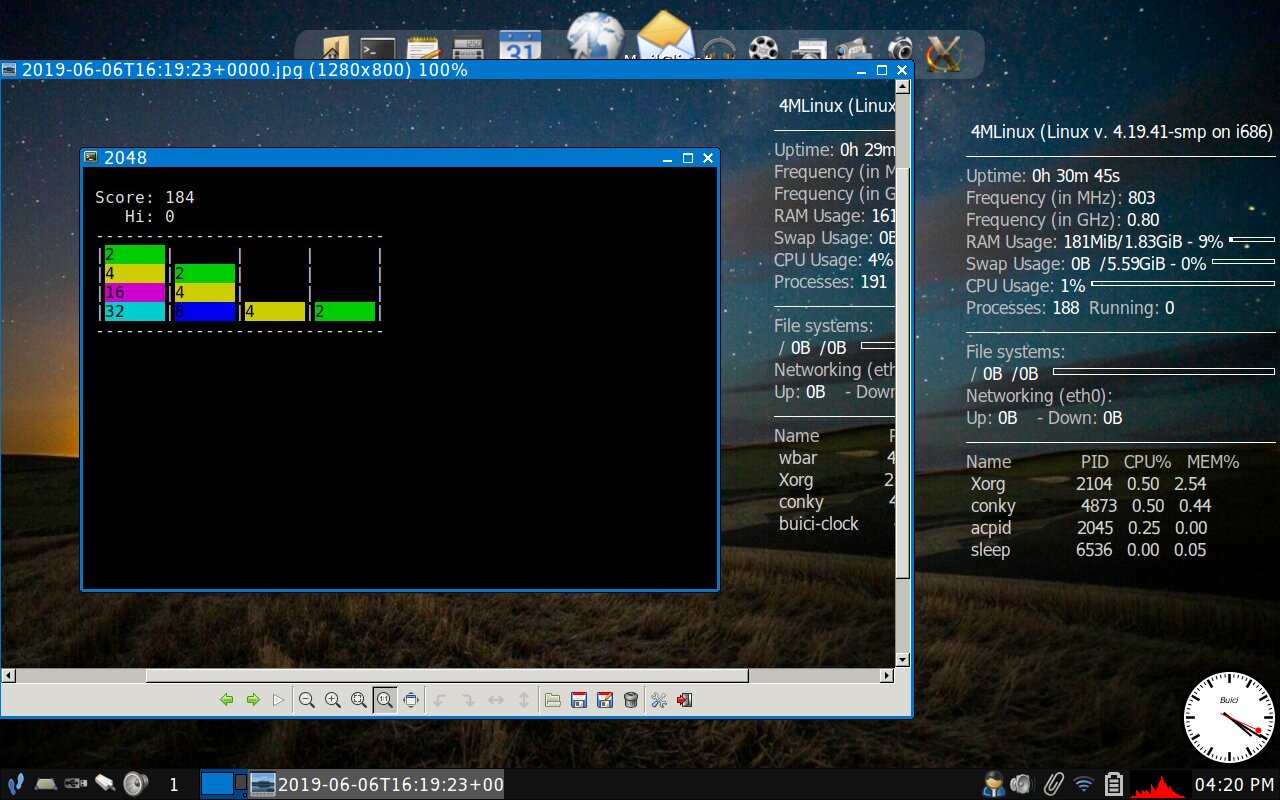 31
2019-06-06T16:19:23+0000.jpg (1280x800) 100%
4MLinux (Linux
Uptime: 0h 29m
Frequency (in M
Frequency (in G
RAM Usage: 161
Swap Usage: 0B
CPU Usage: 4%
Processes: 191
File systems:
/ 0B /0B
Networking (eth
Up: 0B - Down
Name P
wbar 4
Xorg 2
conky 4
buici-clock
2048
Score: 184
Hi: 0
-----------------------------
|2 | | | |
|4 |2 | | |
|16 |4 | | |
|32 |8 |4 |2 |
-----------------------------
4MLinux (Linux v. 4.19.41-smp on i686)
Uptime: 0h 30m 45s
Frequency (in MHz): 803
Frequency (in GHz): 0.80
RAM Usage: 181MiB/1.83GiB - 9%
Swap Usage: 0B /5.59GiB - 0%
CPU Usage: 1%
Processes: 188 Running: 0
File systems:
/ 0B /0B
Networking (eth0):
Up: 0B - Down: 0B
Name PID CPU% MEM%
Xorg 2104 0.50 2.54
conky 4873 0.50 0.44
acpid 2045 0.25 0.00
sleep 6536 0.00 0.05
Buici
1
2019-06-06T16:19:23+00
04:20 PM